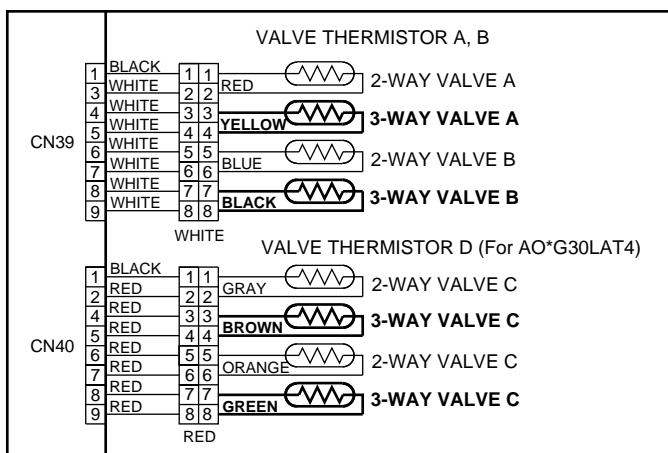 VALVE THERMISTOR A, B
1 BLACK 1 1
2-WAY VALVE A
3 WHITE 2 2 RED
WHITE
4 3 3
3-WAY VALVE A
WHITE YELLOW
5 4 4
CN39
WHITE
6 5 5
2-WAY VALVE B
WHITE BLUE
7 6 6
WHITE
8 7 7
3-WAY VALVE B
WHITE BLACK
9 8 8
WHITE
VALVE THERMISTOR D (For AO*G30LAT4)
1 BLACK 1 1
2-WAY VALVE C
2 RED 2 2 GRAY
RED
4 3 3
3-WAY VALVE C
RED BROWN
5 4 4
CN40
RED
6 5 5
2-WAY VALVE C
RED ORANGE
7 6 6
RED
8 7 7
3-WAY VALVE C
RED GREEN
9 8 8
RED